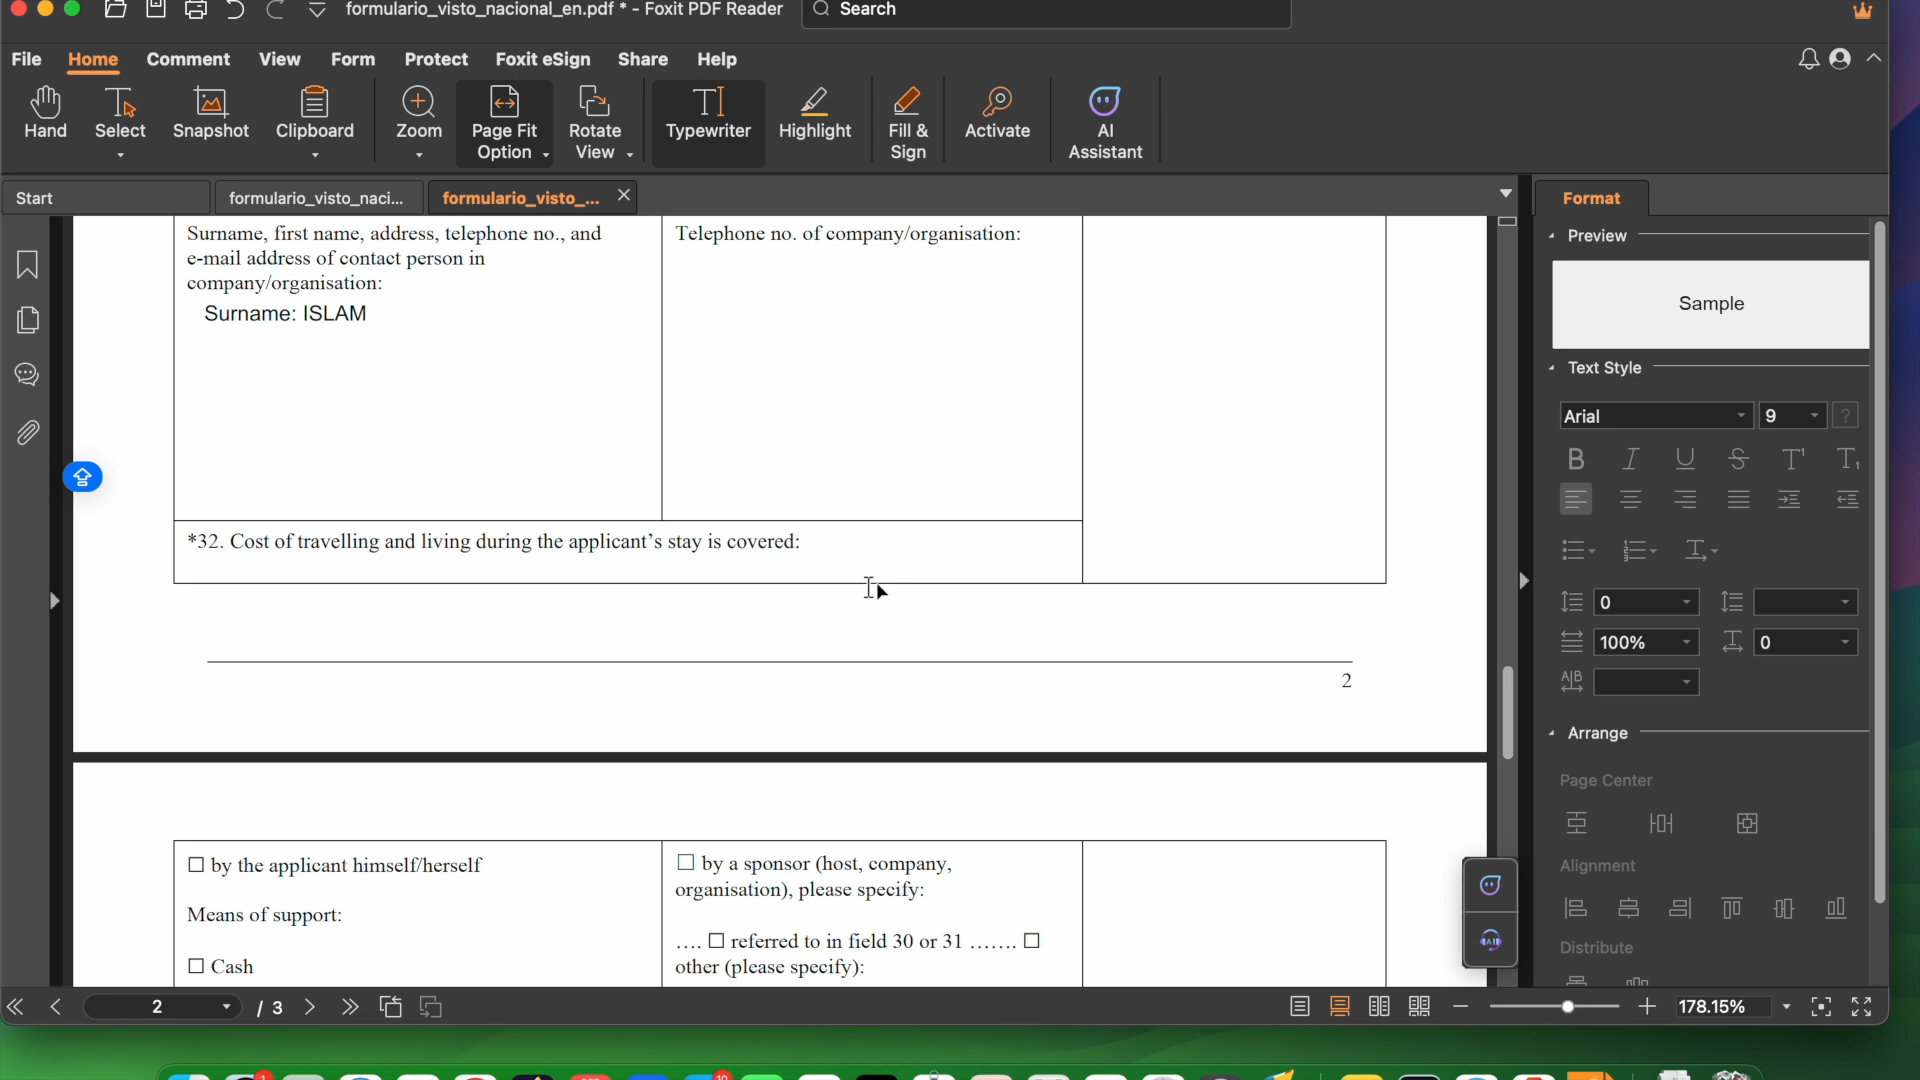 formulario_visto_nacional_en.pdf * - Foxit PDF Reader
Search
File Home Comment View Form Protect Foxit eSign Share Help
Hand
Select
Snapshot
Clipboard
Zoom
Page Fit
Option
Rotate
View
Typewriter
Highlight
Fill &
Sign
Activate
AI
Assistant
Start
formulario_visto_naci...
formulario_visto_...
Surname, first name, address, telephone no., and
e-mail address of contact person in
company/organisation:
Surname: ISLAM
Telephone no. of company/organisation:
*32. Cost of travelling and living during the applicant's stay is covered:
2
☐ by the applicant himself/herself
Means of support:
☐ Cash
☐ by a sponsor (host, company,
organisation), please specify:
.... ☐ referred to in field 30 or 31 ....... ☐
other (please specify):
Format
Preview
Sample
Text Style
Arial
9
0
100%
0
Arrange
Page Center
Alignment
Distribute
2
/ 3
178.15%